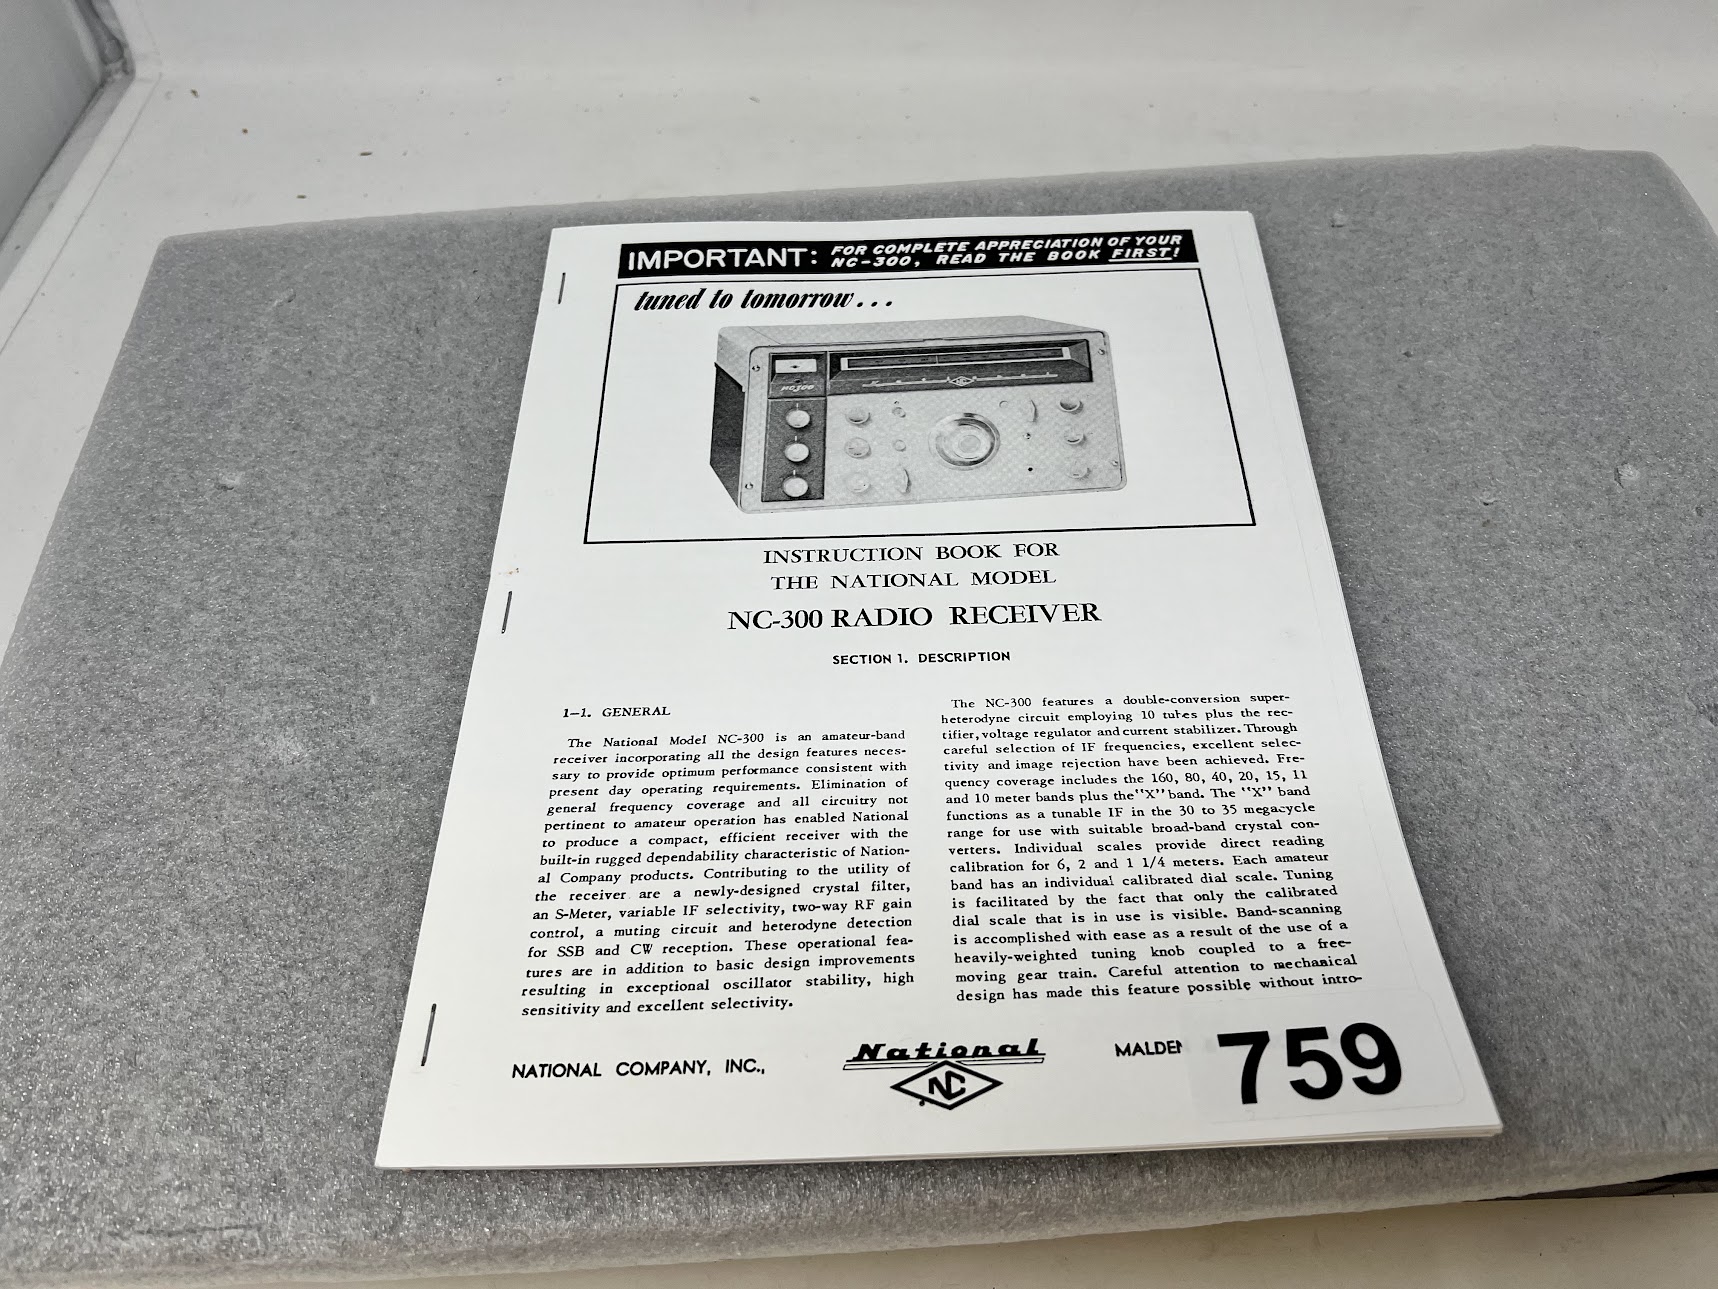 IMPORTANT: FOR COMPLETE APPRECIATION OF YOUR
NC-300, READ THE BOOK FIRST!
tuned to tomorrow...
NC300
NC
INSTRUCTION BOOK FOR
THE NATIONAL MODEL
NC-300 RADIO RECEIVER
SECTION 1. DESCRIPTION
1-1. GENERAL
The National Model NC-300 is an amateur-band
receiver incorporating all the design features neces-
sary to provide optimum performance consistent with
present day operating requirements. Elimination of
general frequency coverage and all circuitry not
pertinent to amateur operation has enabled National
to produce a compact, efficient receiver with the
built-in rugged dependability characteristic of Nation-
al Company products. Contributing to the utility of
the receiver are a newly-designed crystal filter,
an S-Meter, variable IF selectivity, two-way RF gain
control, a muting circuit and heterodyne detection
for SSB and CW reception. These operational fea-
tures are in addition to basic design improvements
resulting in exceptional oscillator stability, high
sensitivity and excellent selectivity.
The NC-300 features a double-conversion super-
heterodyne circuit employing 10 tubes plus the rec-
tifier, voltage regulator and current stabilizer. Through
careful selection of IF frequencies, excellent selec-
tivity and image rejection have been achieved. Fre-
quency coverage includes the 160, 80, 40, 20, 15, 11
and 10 meter bands plus the "X" band. The "X" band
functions as a tunable IF in the 30 to 35 megacycle
range for use with suitable broad-band crystal con-
verters. Individual scales provide direct reading
calibration for 6, 2 and 1 1/4 meters. Each amateur
band has an individual calibrated dial scale. Tuning
is facilitated by the fact that only the calibrated
dial scale that is in use is visible. Band-scanning
is accomplished with ease as a result of the use of a
heavily-weighted tuning knob coupled to a free-
moving gear train. Careful attention to mechanical
design has made this feature possible without intro-
NATIONAL COMPANY, INC.,
National
NC
MALDEN
759